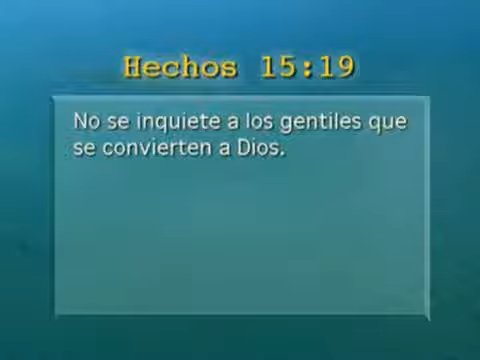 Hechos 15:19
No se inquiete a los gentiles que
se convierten a Dios.